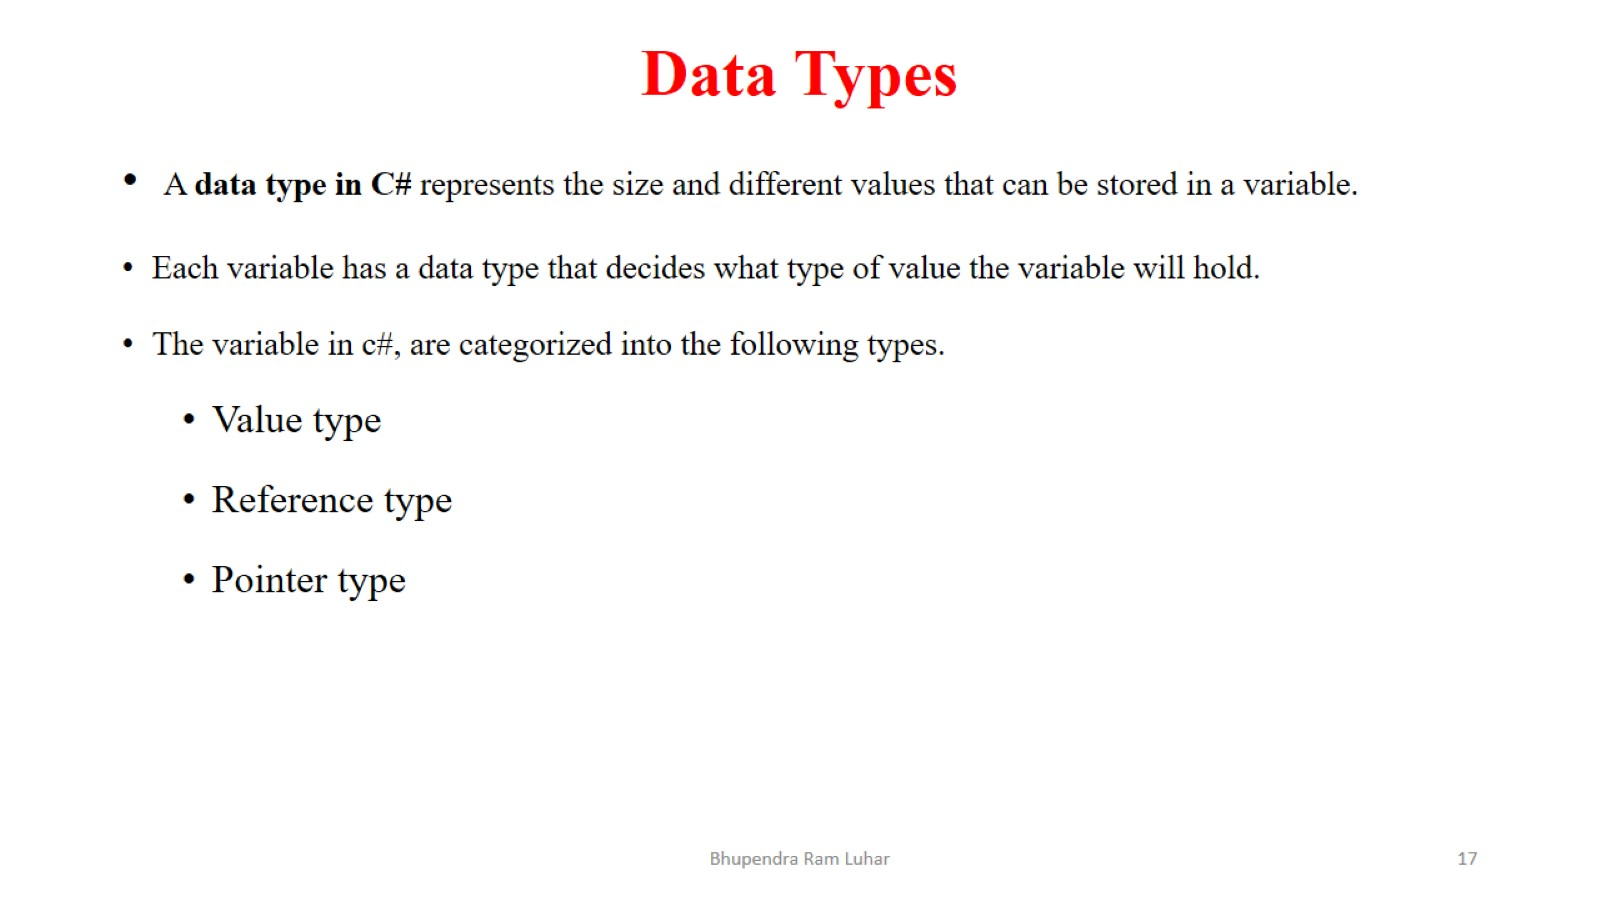 Data Types
• A data type in C# represents the size and different values that can be stored in a variable.
• Each variable has a data type that decides what type of value the variable will hold.
• The variable in c#, are categorized into the following types.
• Value type
• Reference type
• Pointer type
Bhupendra Ram Luhar
17